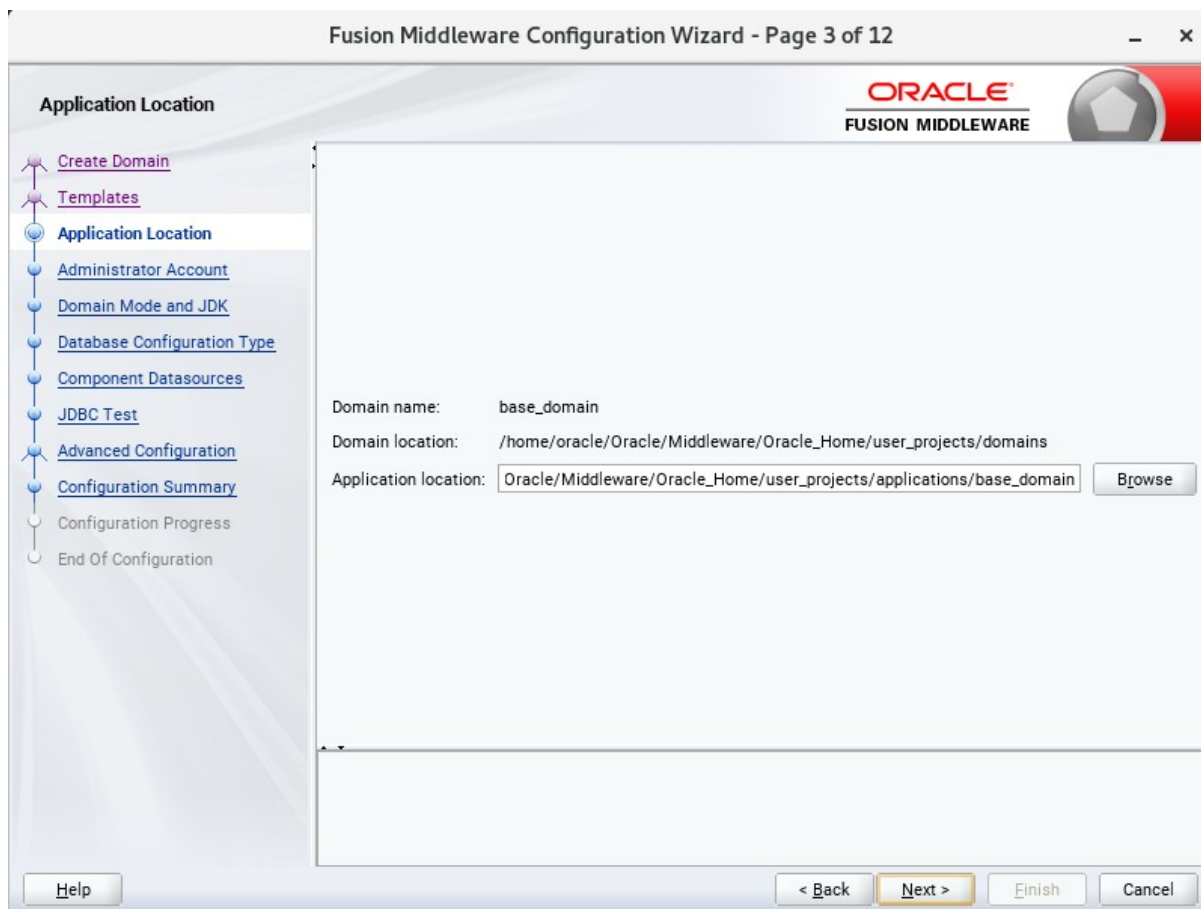 Fusion Middleware Configuration Wizard - Page 3 of 12
Application Location
ORACLE
FUSION MIDDLEWARE
Create Domain
Templates
Application Location
Administrator Account
Domain Mode and JDK
Database Configuration Type
Component Datasources
JDBC Test
Advanced Configuration
Configuration Summary
Configuration Progress
End Of Configuration
Domain name: base_domain
Domain location: /home/oracle/Oracle/Middleware/Oracle_Home/user_projects/domains
Application location: Oracle/Middleware/Oracle_Home/user_projects/applications/base_domain Browse
Help < Back Next > Finish Cancel